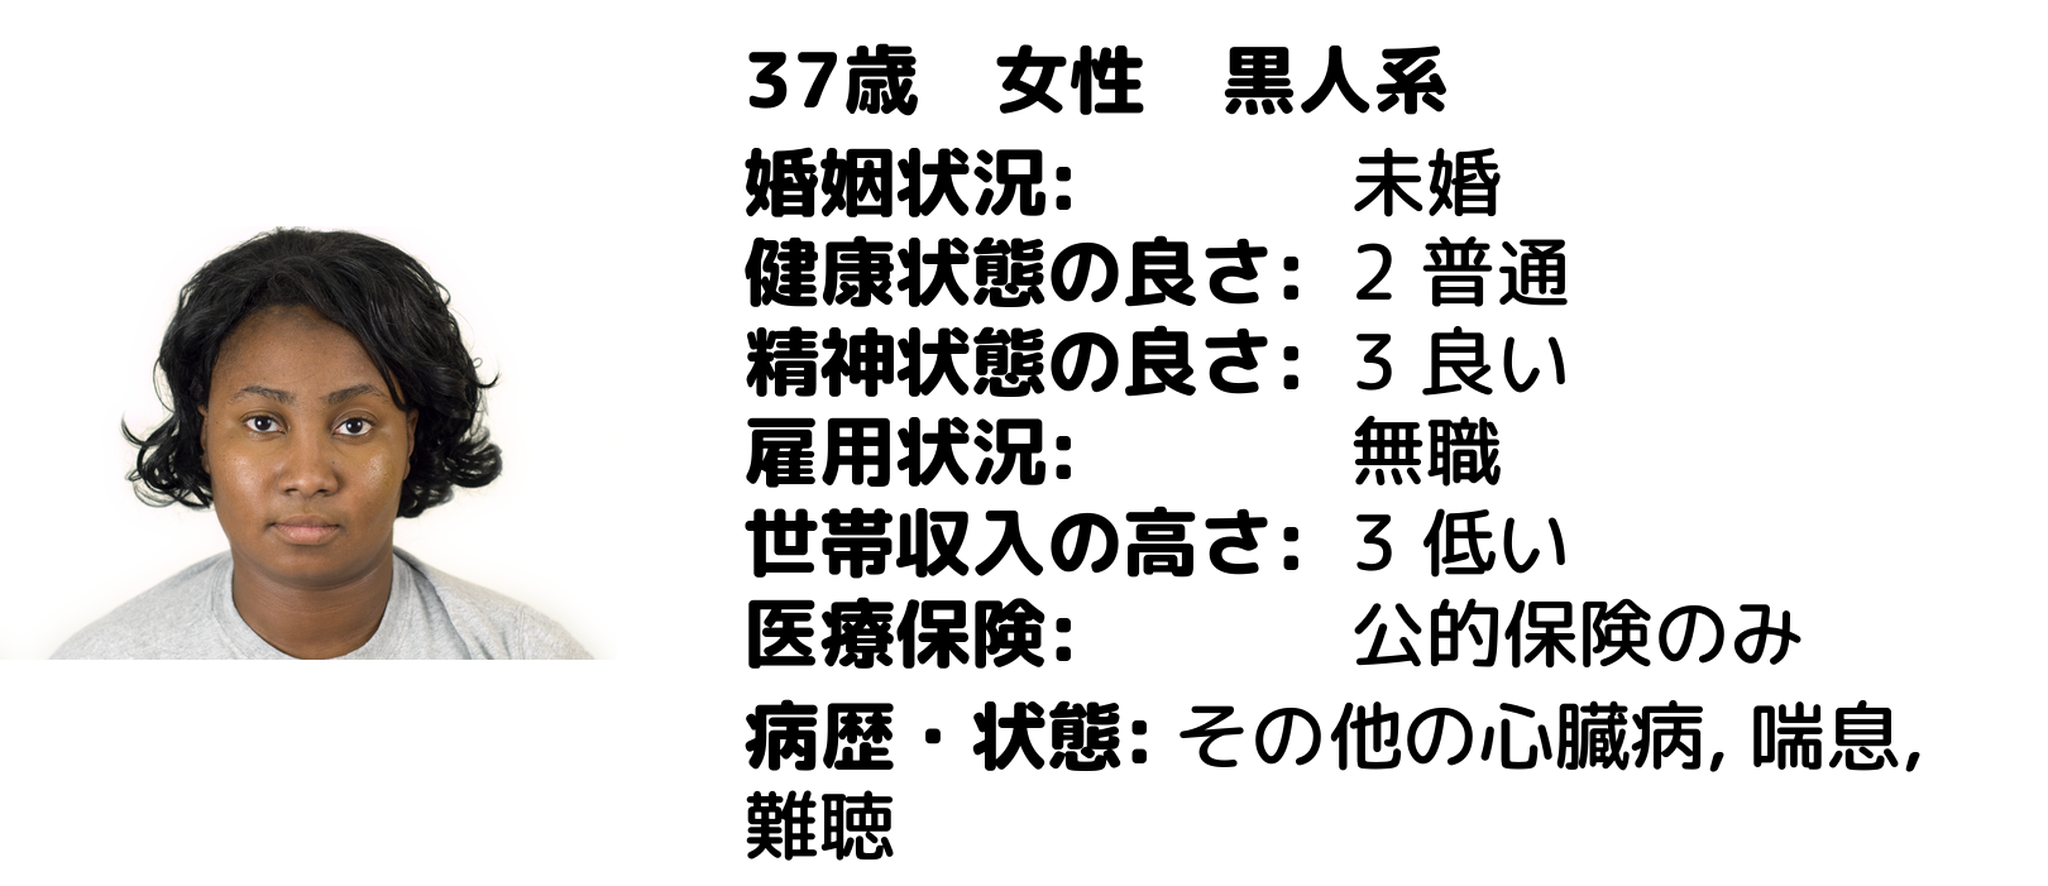 37歳　女性　黒人系
婚姻状況: 未婚
健康状態の良さ: 2 普通
精神状態の良さ: 3 良い
雇用状況: 無職
世帯収入の高さ: 3 低い
医療保険: 公的保険のみ
病歴・状態: その他の心臓病, 喘息,
難聴